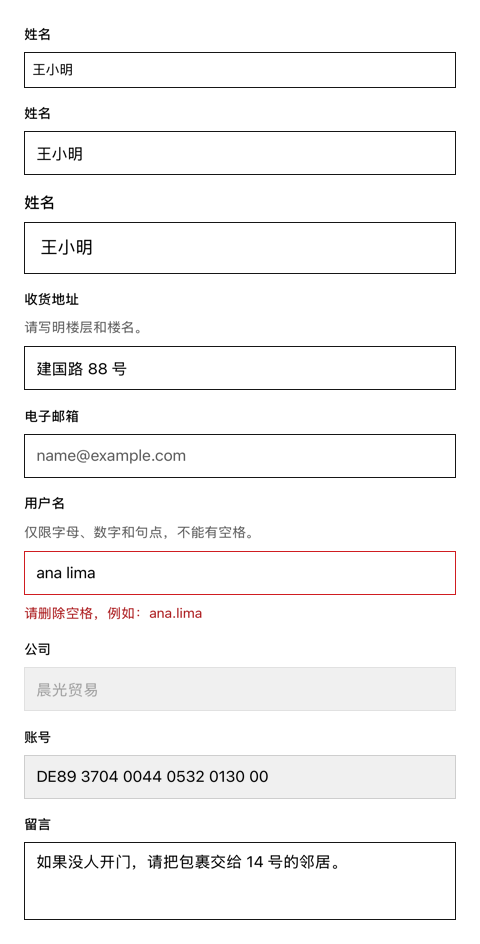 姓名
王小明
姓名
王小明
姓名
王小明
收货地址
请写明楼层和楼名。
建国路 88 号
电子邮箱
name@example.com
用户名
仅限字母、数字和句点，不能有空格。
ana lima
请删除空格，例如：ana.lima
公司
晨光贸易
账号
DE89 3704 0044 0532 0130 00
留言
如果没人开门，请把包裹交给 14 号的邻居。